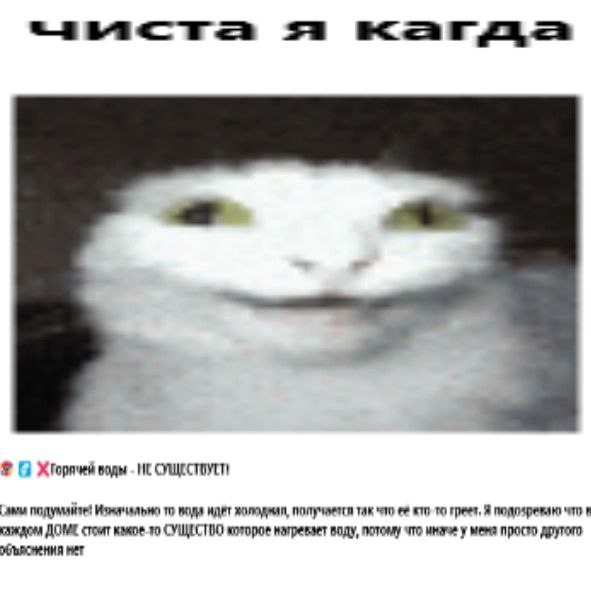 чиста я кагда
Горячей воды - НЕ СУЩЕСТВУЕТ!
Сами подумайте! Изначально то вода идёт холодная, получается так что её кто-то греет. Я подозреваю что в
каждом ДОМЕ стоит какое-то СУЩЕСТВО которое нагревает воду, потому что иначе у меня просто другого
объяснения нет